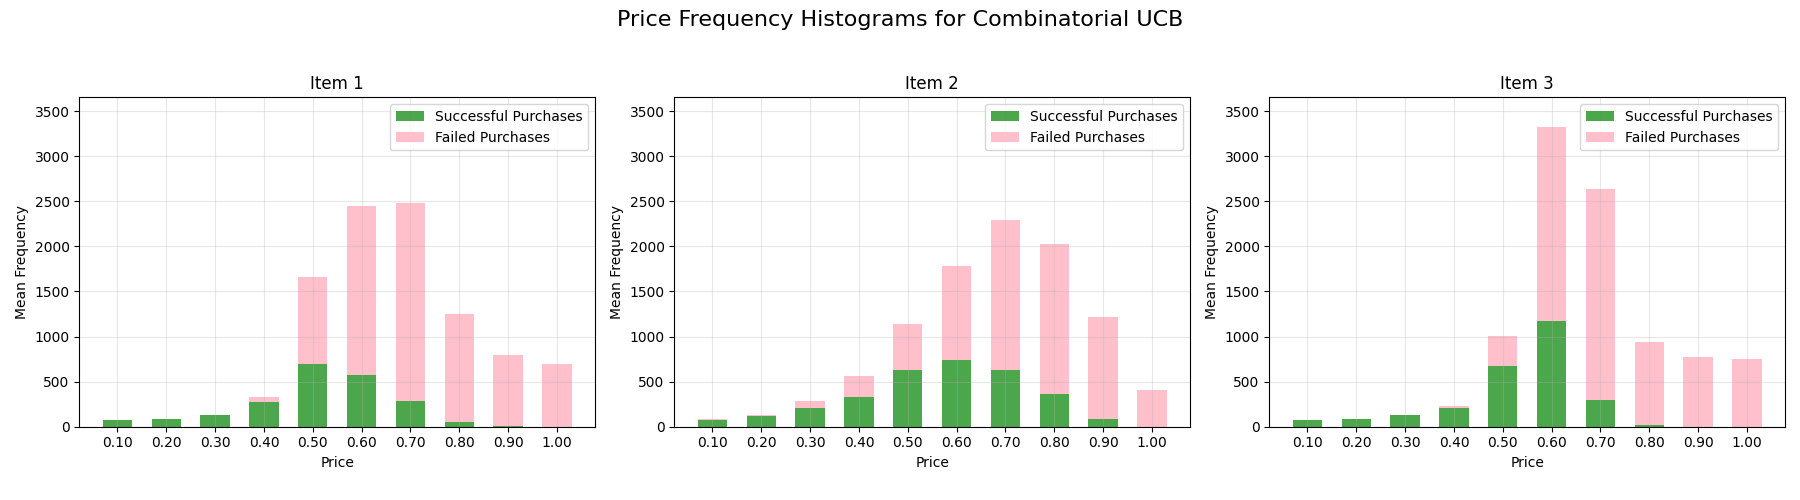 Price Frequency Histograms for Combinatorial UCB
Item 1
Mean Frequency
3500
3000
2500
2000
1500
1000
500
0
Successful Purchases
Failed Purchases
0.10 0.20 0.30 0.40 0.50 0.60 0.70 0.80 0.90 1.00
Price
Item 2
Mean Frequency
3500
3000
2500
2000
1500
1000
500
0
Successful Purchases
Failed Purchases
0.10 0.20 0.30 0.40 0.50 0.60 0.70 0.80 0.90 1.00
Price
Item 3
Mean Frequency
3500
3000
2500
2000
1500
1000
500
0
Successful Purchases
Failed Purchases
0.10 0.20 0.30 0.40 0.50 0.60 0.70 0.80 0.90 1.00
Price